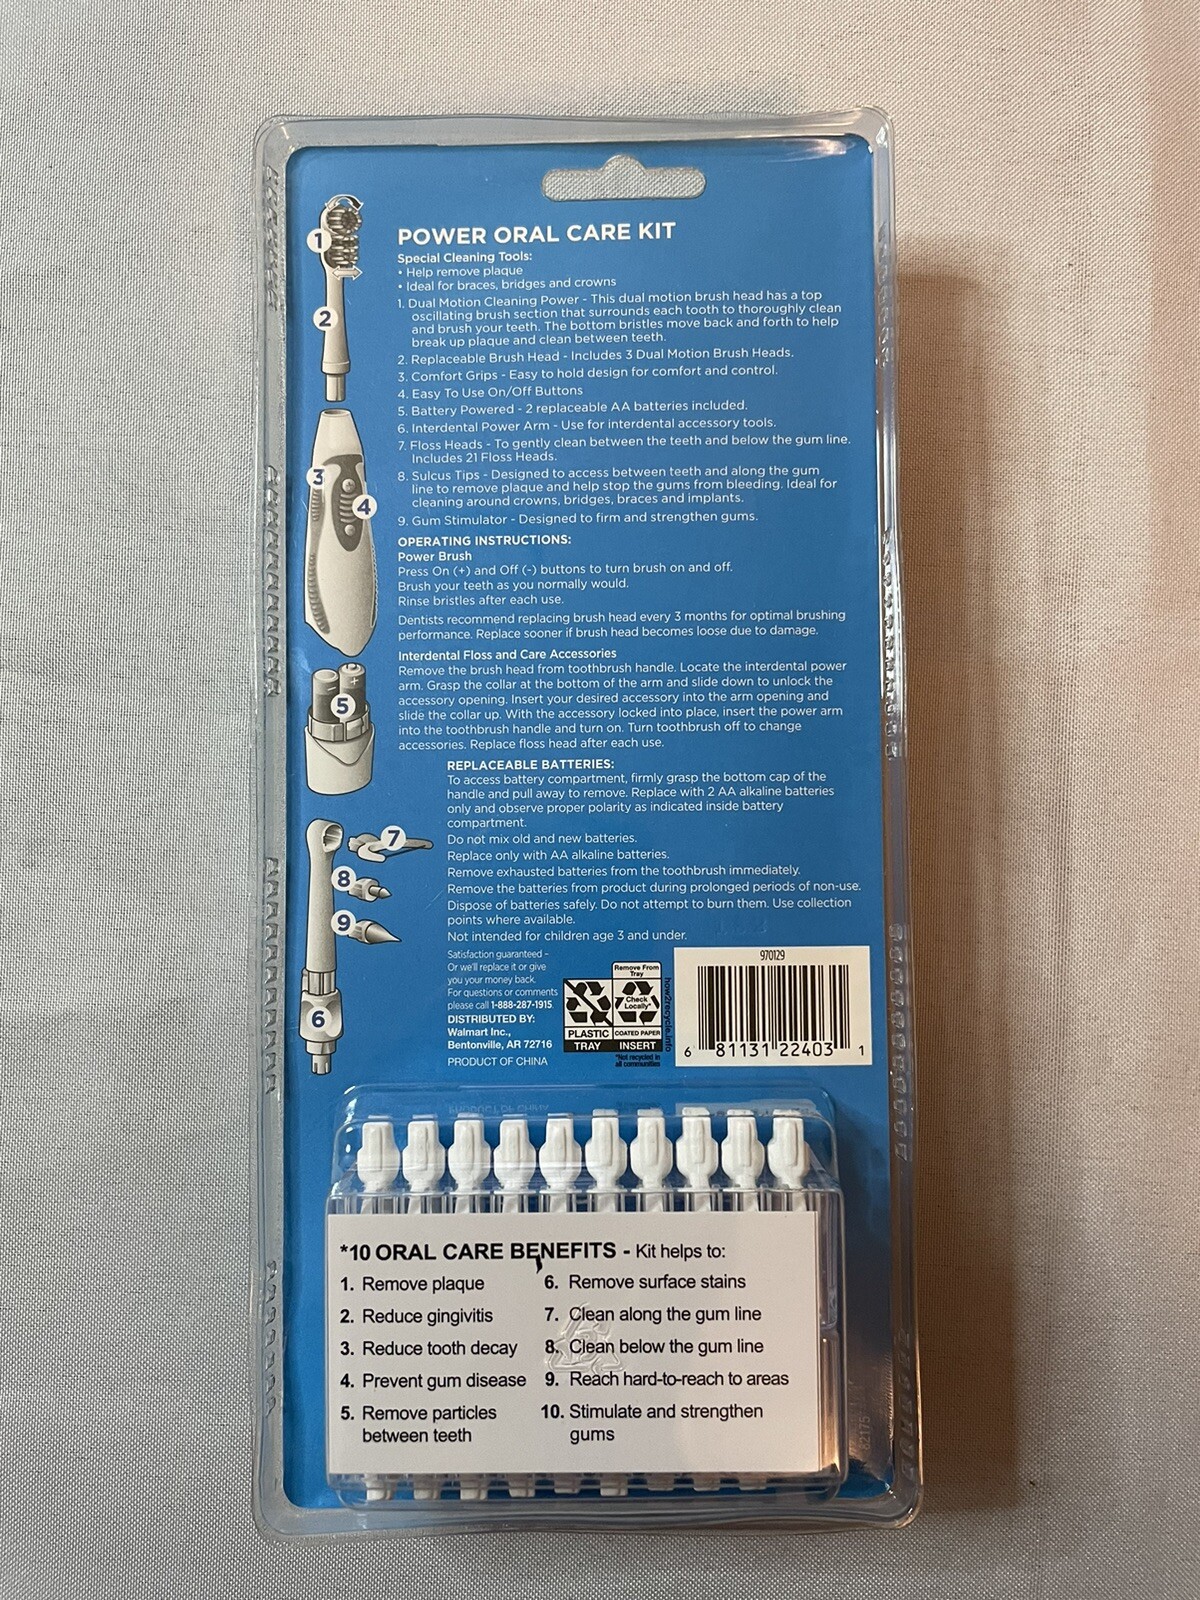 POWER ORAL CARE KIT
Special Cleaning Tools:
• Help remove plaque
• Ideal for braces, bridges and crowns
1. Dual Motion Cleaning Power - This dual motion brush head has a top
oscillating brush section that surrounds each tooth to thoroughly clean
and brush your teeth. The bottom bristles move back and forth to help
break up plaque and clean between teeth.
2. Replaceable Brush Head - Includes 3 Dual Motion Brush Heads.
3. Comfort Grips - Easy to hold design for comfort and control.
4. Easy To Use On/Off Buttons
5. Battery Powered - 2 replaceable AA batteries included.
6. Interdental Power Arm - Use for interdental accessory tools.
7. Floss Heads - To gently clean between the teeth and below the gum line.
Includes 21 Floss Heads.
8. Sulcus Tips - Designed to access between teeth and along the gum
line to remove plaque and help stop the gums from bleeding. Ideal for
cleaning around crowns, bridges, braces and implants.
9. Gum Stimulator - Designed to firm and strengthen gums.
OPERATING INSTRUCTIONS:
Power Brush
Press On (+) and Off (-) buttons to turn brush on and off.
Brush your teeth as you normally would.
Rinse bristles after each use.
Dentists recommend replacing brush head every 3 months for optimal brushing
performance. Replace sooner if brush head becomes loose due to damage.
Interdental Floss and Care Accessories
Remove the brush head from toothbrush handle. Locate the interdental power
arm. Grasp the collar at the bottom of the arm and slide down to unlock the
accessory opening. Insert your desired accessory into the arm opening and
slide the collar up. With the accessory locked into place, insert the power arm
into the toothbrush handle and turn on. Turn toothbrush off to change
accessories. Replace floss head after each use.
REPLACEABLE BATTERIES:
To access battery compartment, firmly grasp the bottom cap of the
handle and pull away to remove. Replace with 2 AA alkaline batteries
only and observe proper polarity as indicated inside battery
compartment.
Do not mix old and new batteries.
Replace only with AA alkaline batteries.
Remove exhausted batteries from the toothbrush immediately.
Remove the batteries from product during prolonged periods of non-use.
Dispose of batteries safely. Do not attempt to burn them. Use collection
points where available.
Not intended for children age 3 and under.
1
2
3
4
5
7
8
9
6
Satisfaction guaranteed –
Or we'll replace it or give
you your money back.
For questions or comments
please call 1-888-287-1915.
DISTRIBUTED BY:
Walmart Inc.,
Bentonville, AR 72716
PRODUCT OF CHINA
Remove From
Tray
Check
Locally*
PLASTIC
TRAY
COATED PAPER
INSERT
*Not recycled in
all communities
how2recycle.info
970129
6 81131 22403 1
*10 ORAL CARE BENEFITS - Kit helps to:
1. Remove plaque
2. Reduce gingivitis
3. Reduce tooth decay
4. Prevent gum disease
5. Remove particles
between teeth
6. Remove surface stains
7. Clean along the gum line
8. Clean below the gum line
9. Reach hard-to-reach to areas
10. Stimulate and strengthen
gums